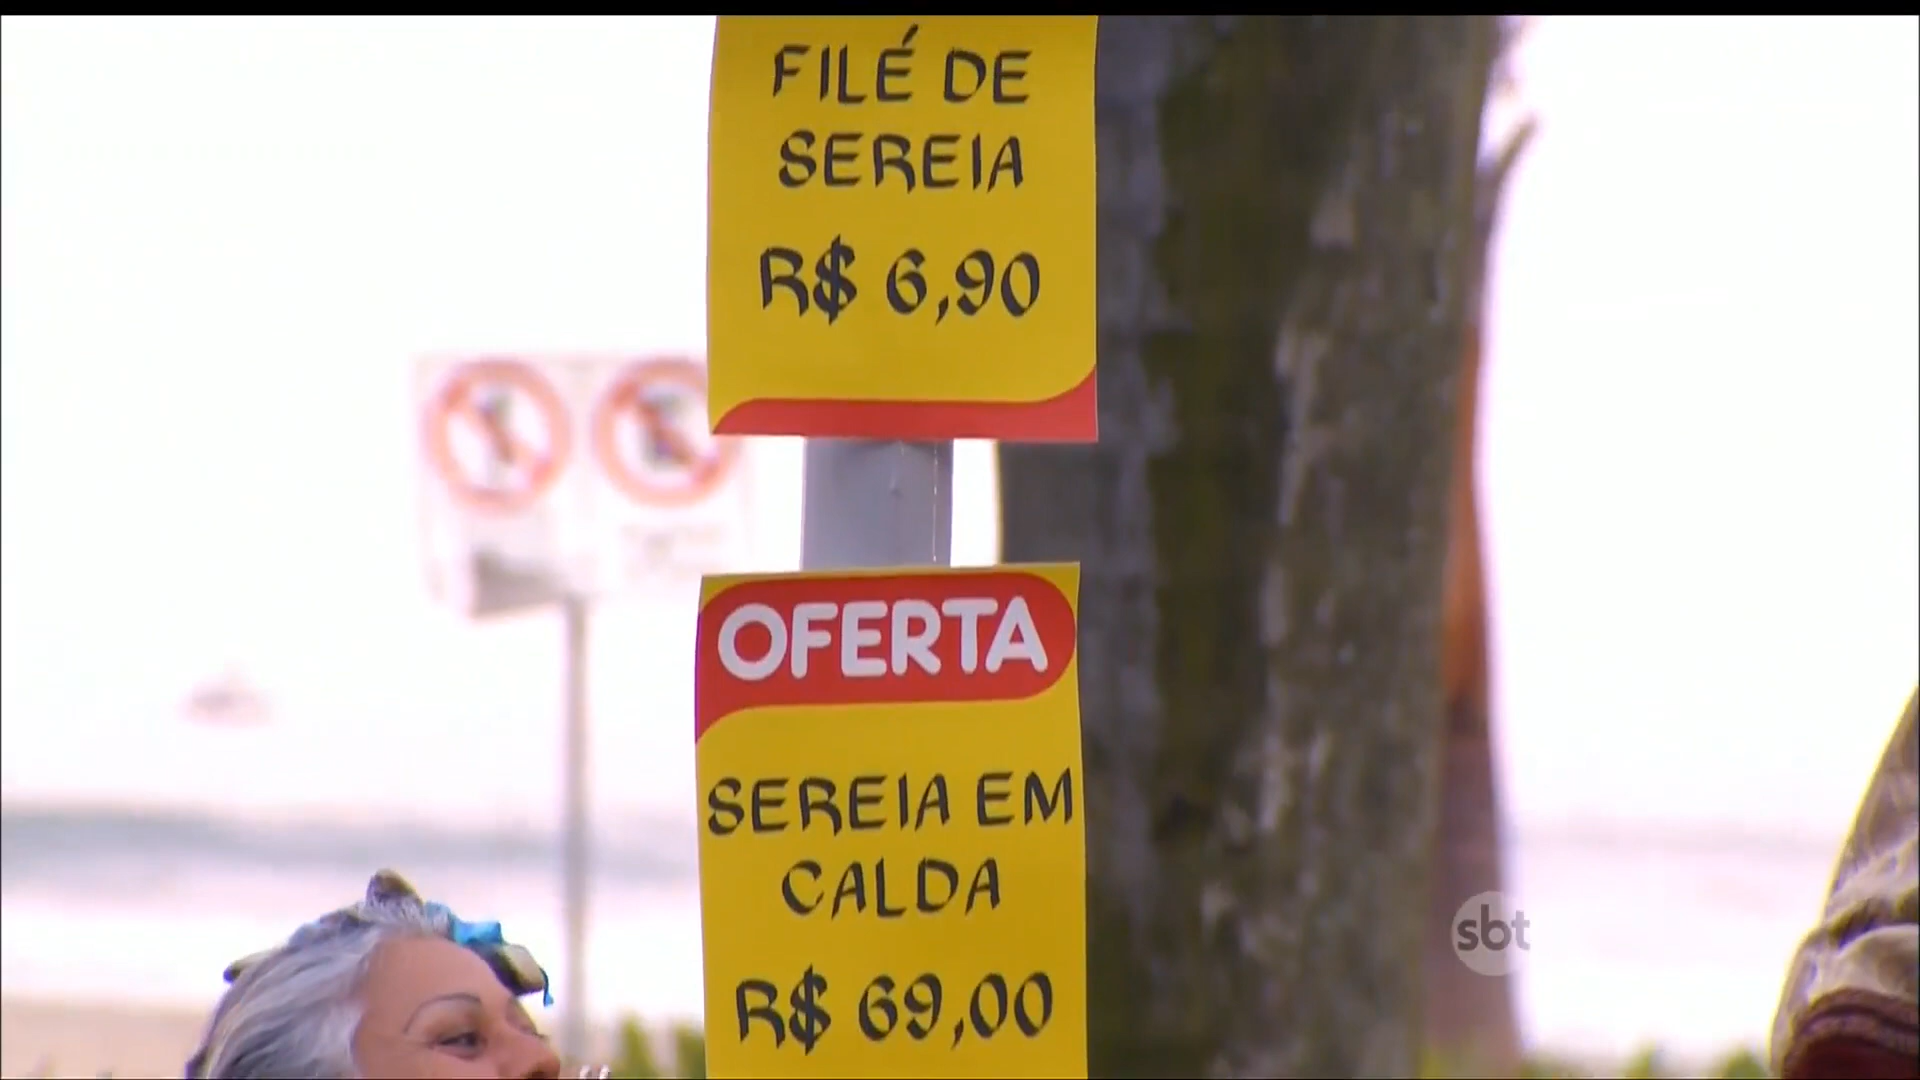 FILÉ DE
SEREIA
R$ 6,90
OFERTA
SEREIA EM
CALDA
R$ 69,00
sbt